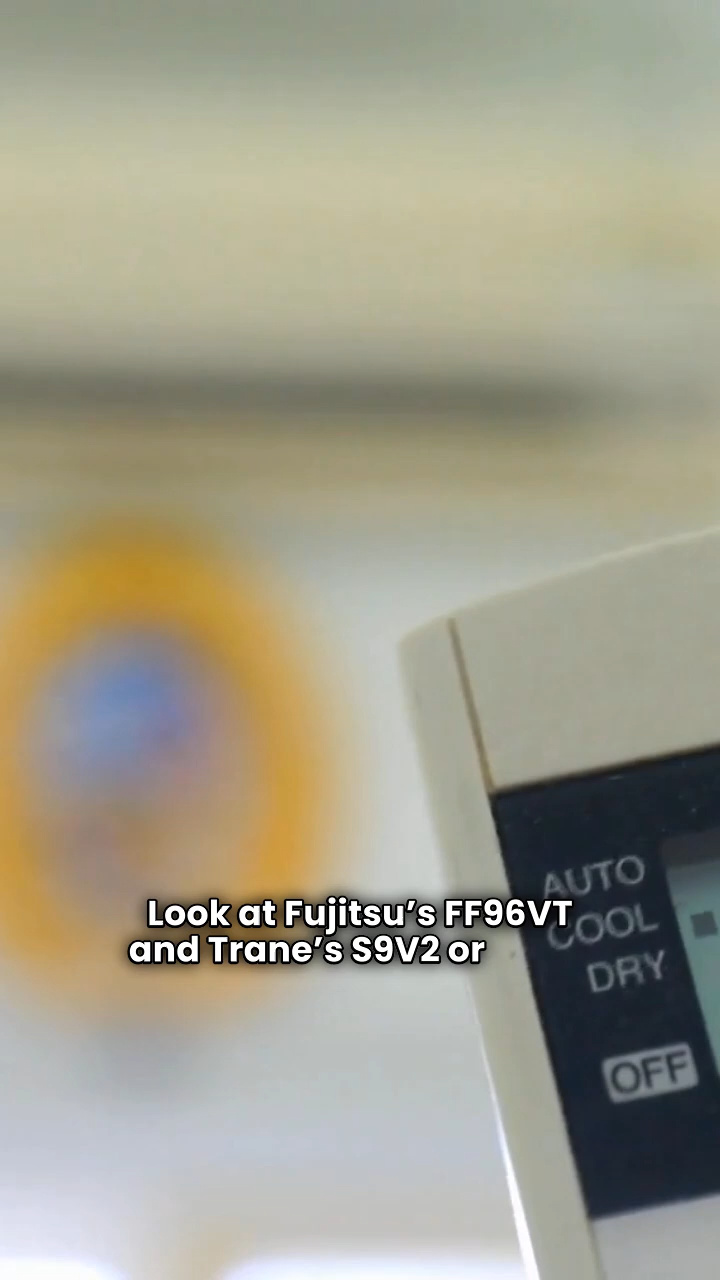 Look at Fujitsu’s FF96VT
and Trane’s S9V2 or
AUTO
COOL
DRY
OFF